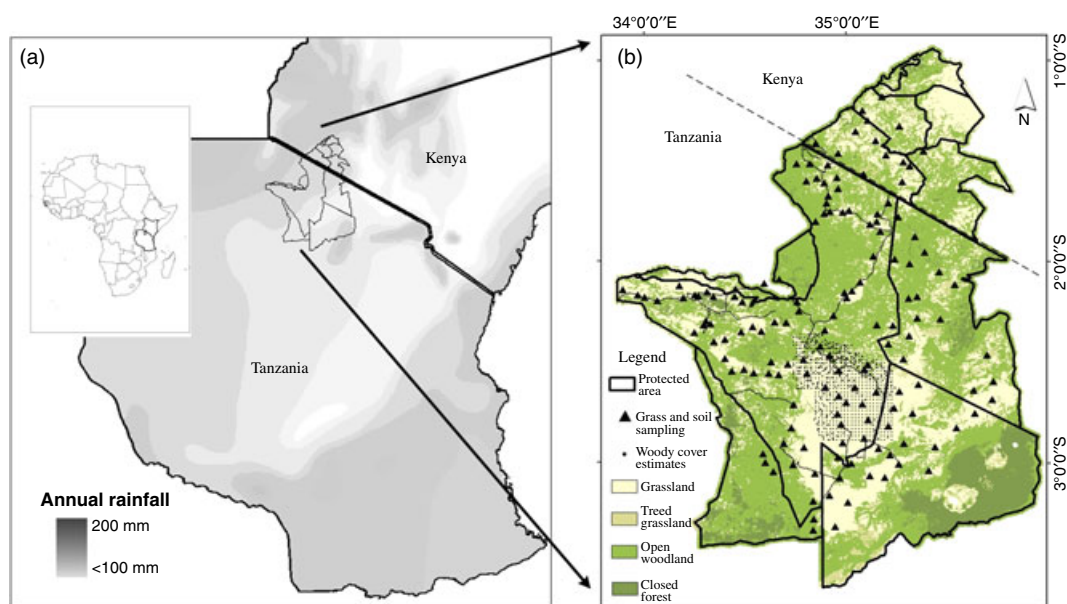 (a)
Kenya
Tanzania
Annual rainfall
200 mm
<100 mm
34°0′0″E
35°0′0″E
(b)
Kenya
Tanzania
N
1°0′0″S
2°0′0″S
3°0′0″S
Legend
Protected
area
Grass and soil
sampling
Woody cover
estimates
Grassland
Treed
grassland
Open
woodland
Closed
forest